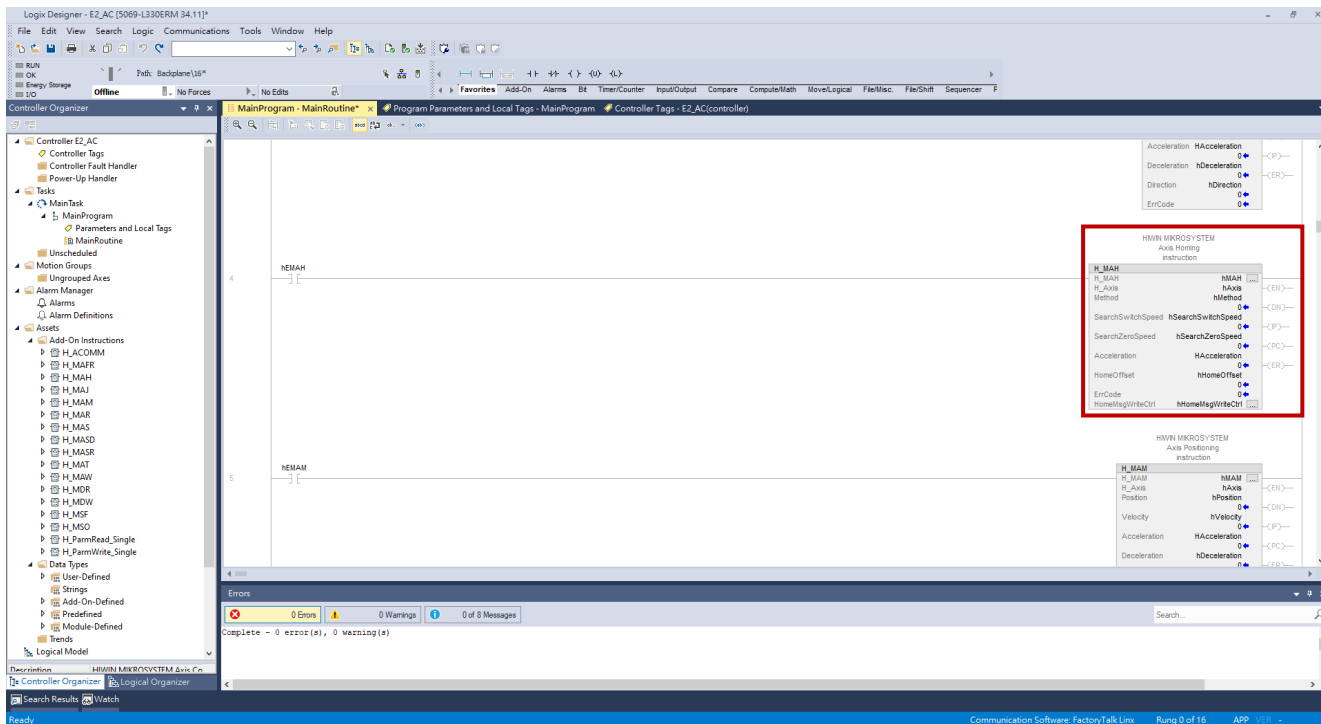 Logix Designer - E2_AC [5069-L330ERM 34.11]*
File Edit View Search Logic Communications Tools Window Help
RUN
OK
Energy Storage
I/O
Path: Backplane\16*
Offline
No Forces
No Edits
Favorites Add-On Alarms Bit Timer/Counter Input/Output Compare Compute/Math Move/Logical File/Misc. File/Shift Sequencer
Controller Organizer
MainProgram - MainRoutine*
Program Parameters and Local Tags - MainProgram
Controller Tags - E2_AC(controller)
Controller E2_AC
Controller Tags
Controller Fault Handler
Power-Up Handler
Tasks
MainTask
MainProgram
Parameters and Local Tags
MainRoutine
Unscheduled
Motion Groups
Ungrouped Axes
Alarm Manager
Alarms
Alarm Definitions
Assets
Add-On Instructions
H_ACOMM
H_MAFR
H_MAH
H_MAJ
H_MAM
H_MAR
H_MAS
H_MASD
H_MASR
H_MAT
H_MAW
H_MDR
H_MDW
H_MSF
H_MSO
H_ParmRead_Single
H_ParmWrite_Single
Data Types
User-Defined
Strings
Add-On-Defined
Predefined
Module-Defined
Trends
Logical Model
Description HIWIN MIKROSYSTEM Axis Co
Controller Organizer
Logical Organizer
Acceleration HAcceleration
0
(IP)
Deceleration hDeceleration
0
(ER)
Direction hDirection
0
ErrCode 0
4
hEMAH
HIWIN MIKROSYSTEM
Axis Homing
instruction
H_MAH
H_MAH hMAH ...
H_Axis hAxis
(EN)
Method hMethod
0
(DN)
SearchSwitchSpeed hSearchSwitchSpeed
0
(IP)
SearchZeroSpeed hSearchZeroSpeed
0
(PC)
Acceleration HAcceleration
0
(ER)
HomeOffset hHomeOffset
0
ErrCode 0
HomeMsgWriteCtrl hHomeMsgWriteCtrl ...
5
hEMAM
HIWIN MIKROSYSTEM
Axis Positioning
instruction
H_MAM
H_MAM hMAM ...
H_Axis hAxis
(EN)
Position hPosition
0
(DN)
Velocity hVelocity
0
(IP)
Acceleration HAcceleration
0
(PC)
Deceleration hDeceleration
0
(ER)
Errors
0 Errors
0 Warnings
0 of 8 Messages
Search...
Complete - 0 error(s), 0 warning(s)
Search Results
Watch
Ready
Communication Software: FactoryTalk Linx
Rung 0 of 16
APP
VER